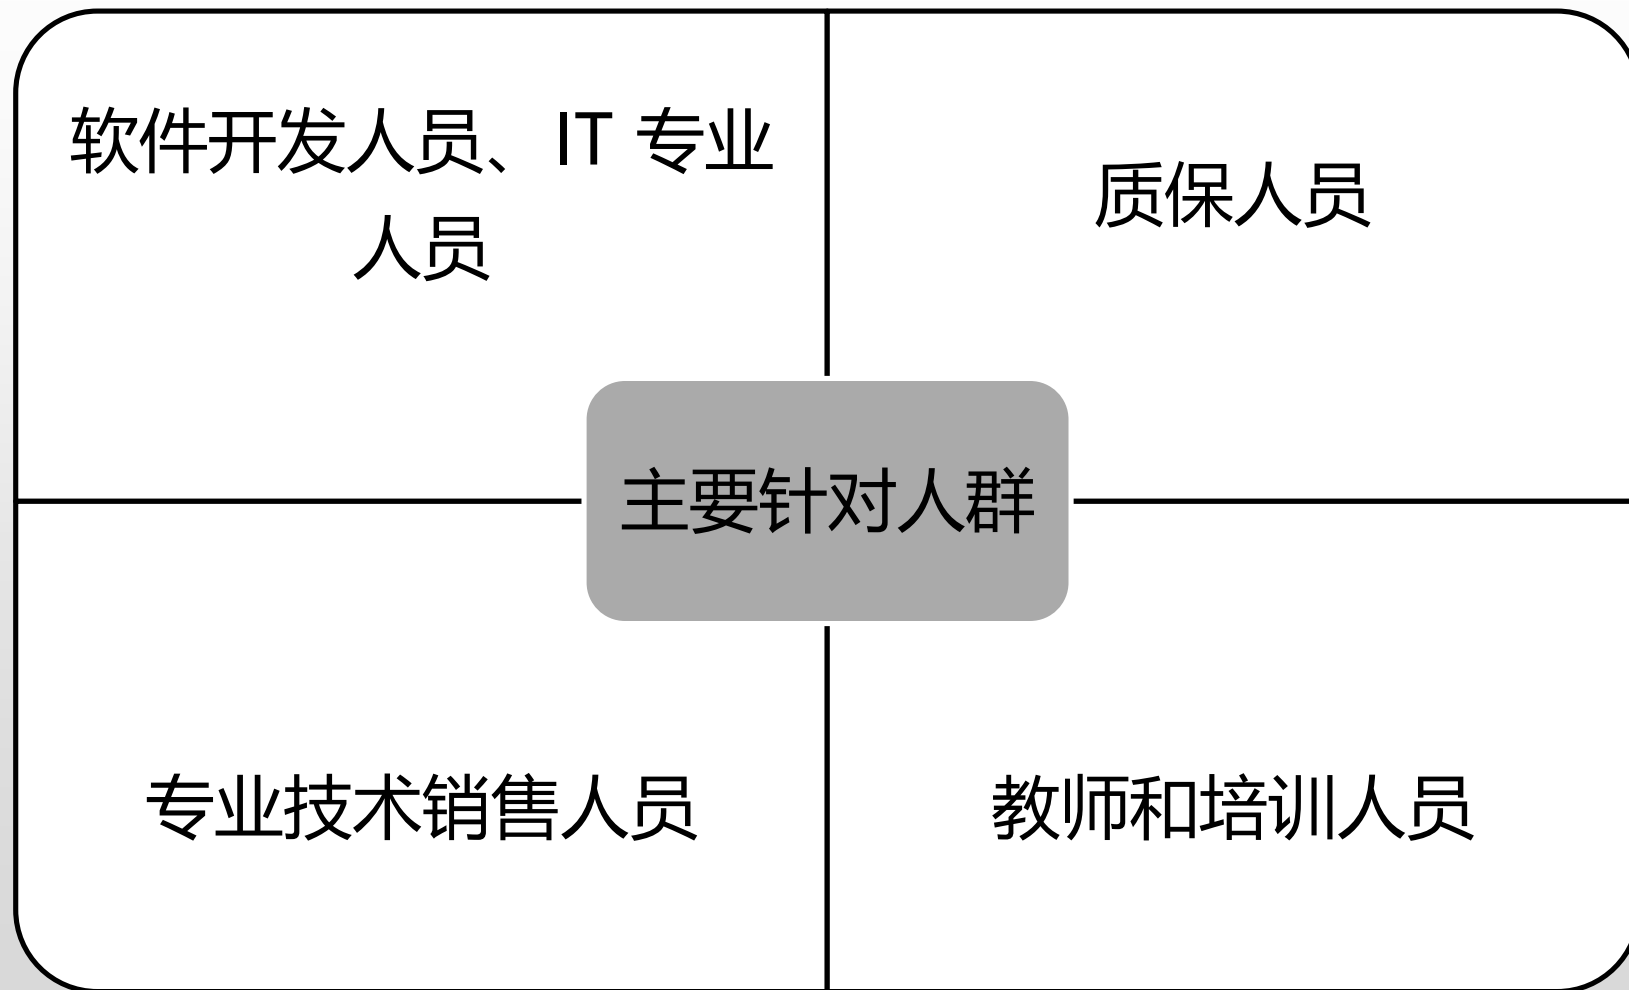 软件开发人员、IT 专业
人员
质保人员
主要针对人群
专业技术销售人员
教师和培训人员